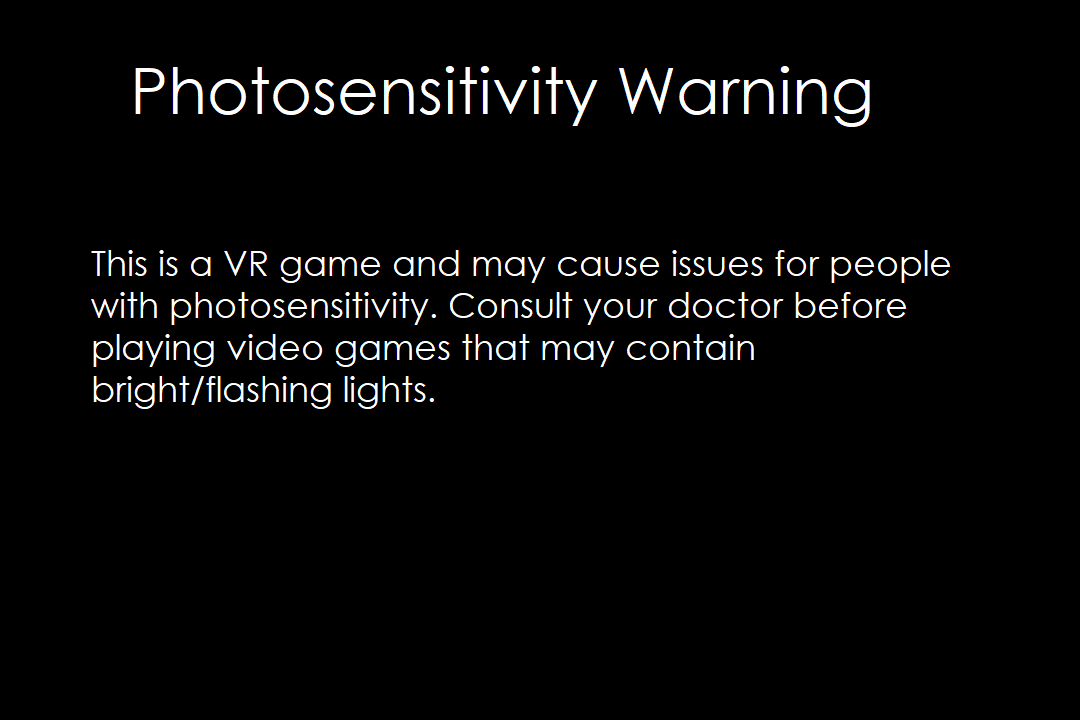 Photosensitivity Warning
This is a VR game and may cause issues for people
with photosensitivity. Consult your doctor before
playing video games that may contain
bright/flashing lights.